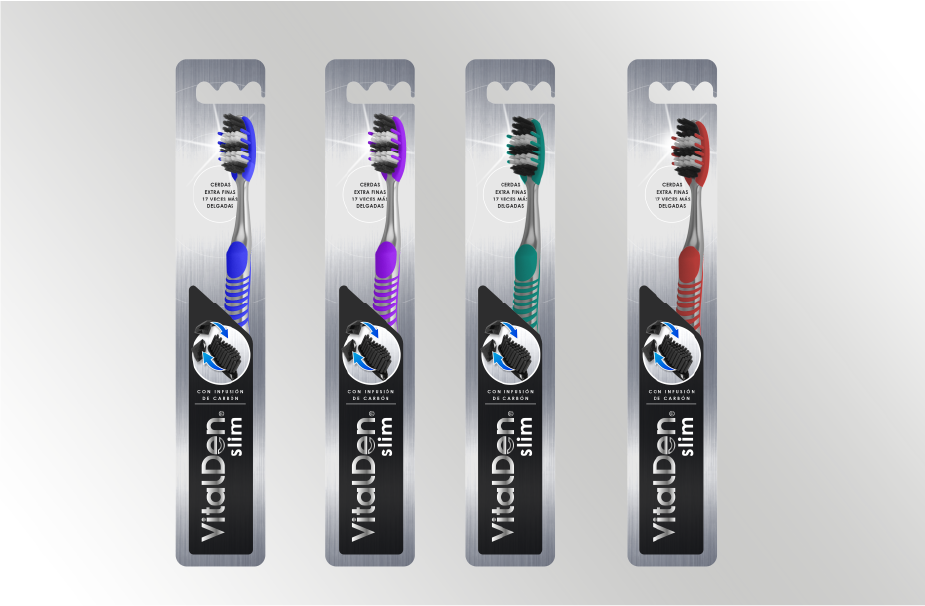 CERDAS
EXTRA FINAS
17 VECES MÁS
DELGADAS
CON INFUSIÓN
DE CARBÓN
VitalDen®
slim
CERDAS
EXTRA FINAS
17 VECES MÁS
DELGADAS
CON INFUSIÓN
DE CARBÓN
VitalDen®
slim
CERDAS
EXTRA FINAS
17 VECES MÁS
DELGADAS
CON INFUSIÓN
DE CARBÓN
VitalDen®
slim
CERDAS
EXTRA FINAS
17 VECES MÁS
DELGADAS
CON INFUSIÓN
DE CARBÓN
VitalDen®
slim